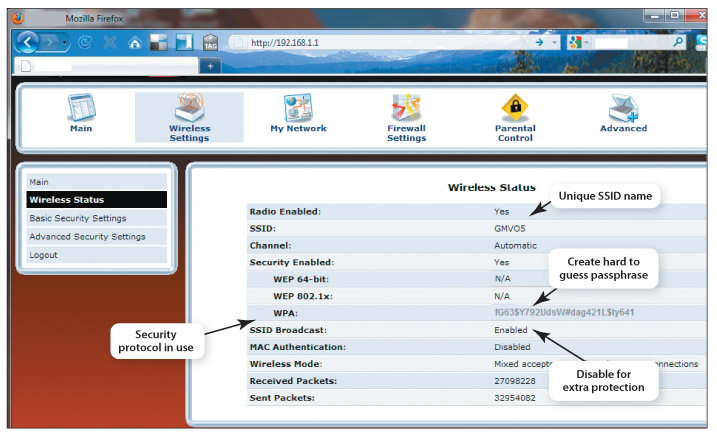 Mozilla Firefox
TAG
http://192.168.1.1
Main
Wireless Settings
My Network
Firewall Settings
Parental Control
Advanced
Main
Wireless Status
Basic Security Settings
Advanced Security Settings
Logout
Wireless Status
Radio Enabled: Yes
SSID: GMVO5
Channel: Automatic
Security Enabled: Yes
WEP 64-bit: N/A
WEP 802.1x: N/A
WPA: fG63$Y792UdsW#dag421L$ty641
SSID Broadcast: Enabled
MAC Authentication: Disabled
Wireless Mode: Mixed accepts
Received Packets: 27098228
Sent Packets: 32954082
Unique SSID name
Create hard to
guess passphrase
Security
protocol in use
Disable for
extra protection